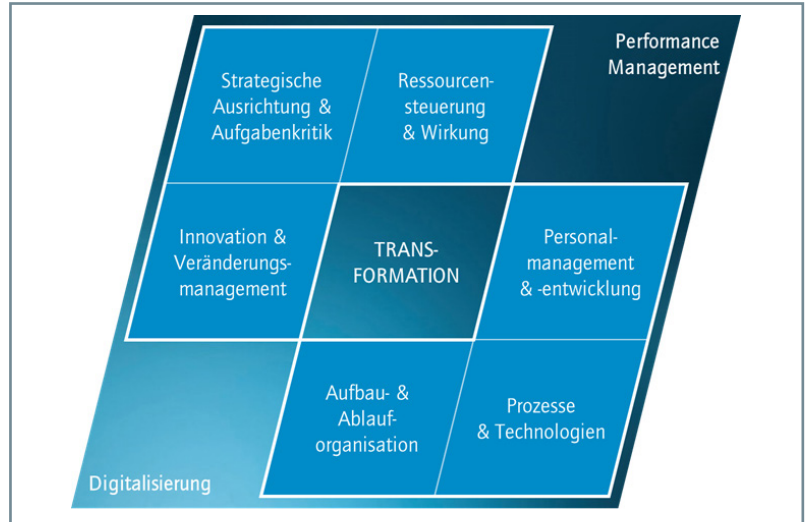 Strategische
Ausrichtung &
Aufgabenkritik
Ressourcen-
steuerung
& Wirkung
Performance
Management
Innovation &
Veränderungs-
management
TRANS-
FORMATION
Personal-
management
& -entwicklung
Aufbau- &
Ablauf-
organisation
Prozesse
& Technologien
Digitalisierung